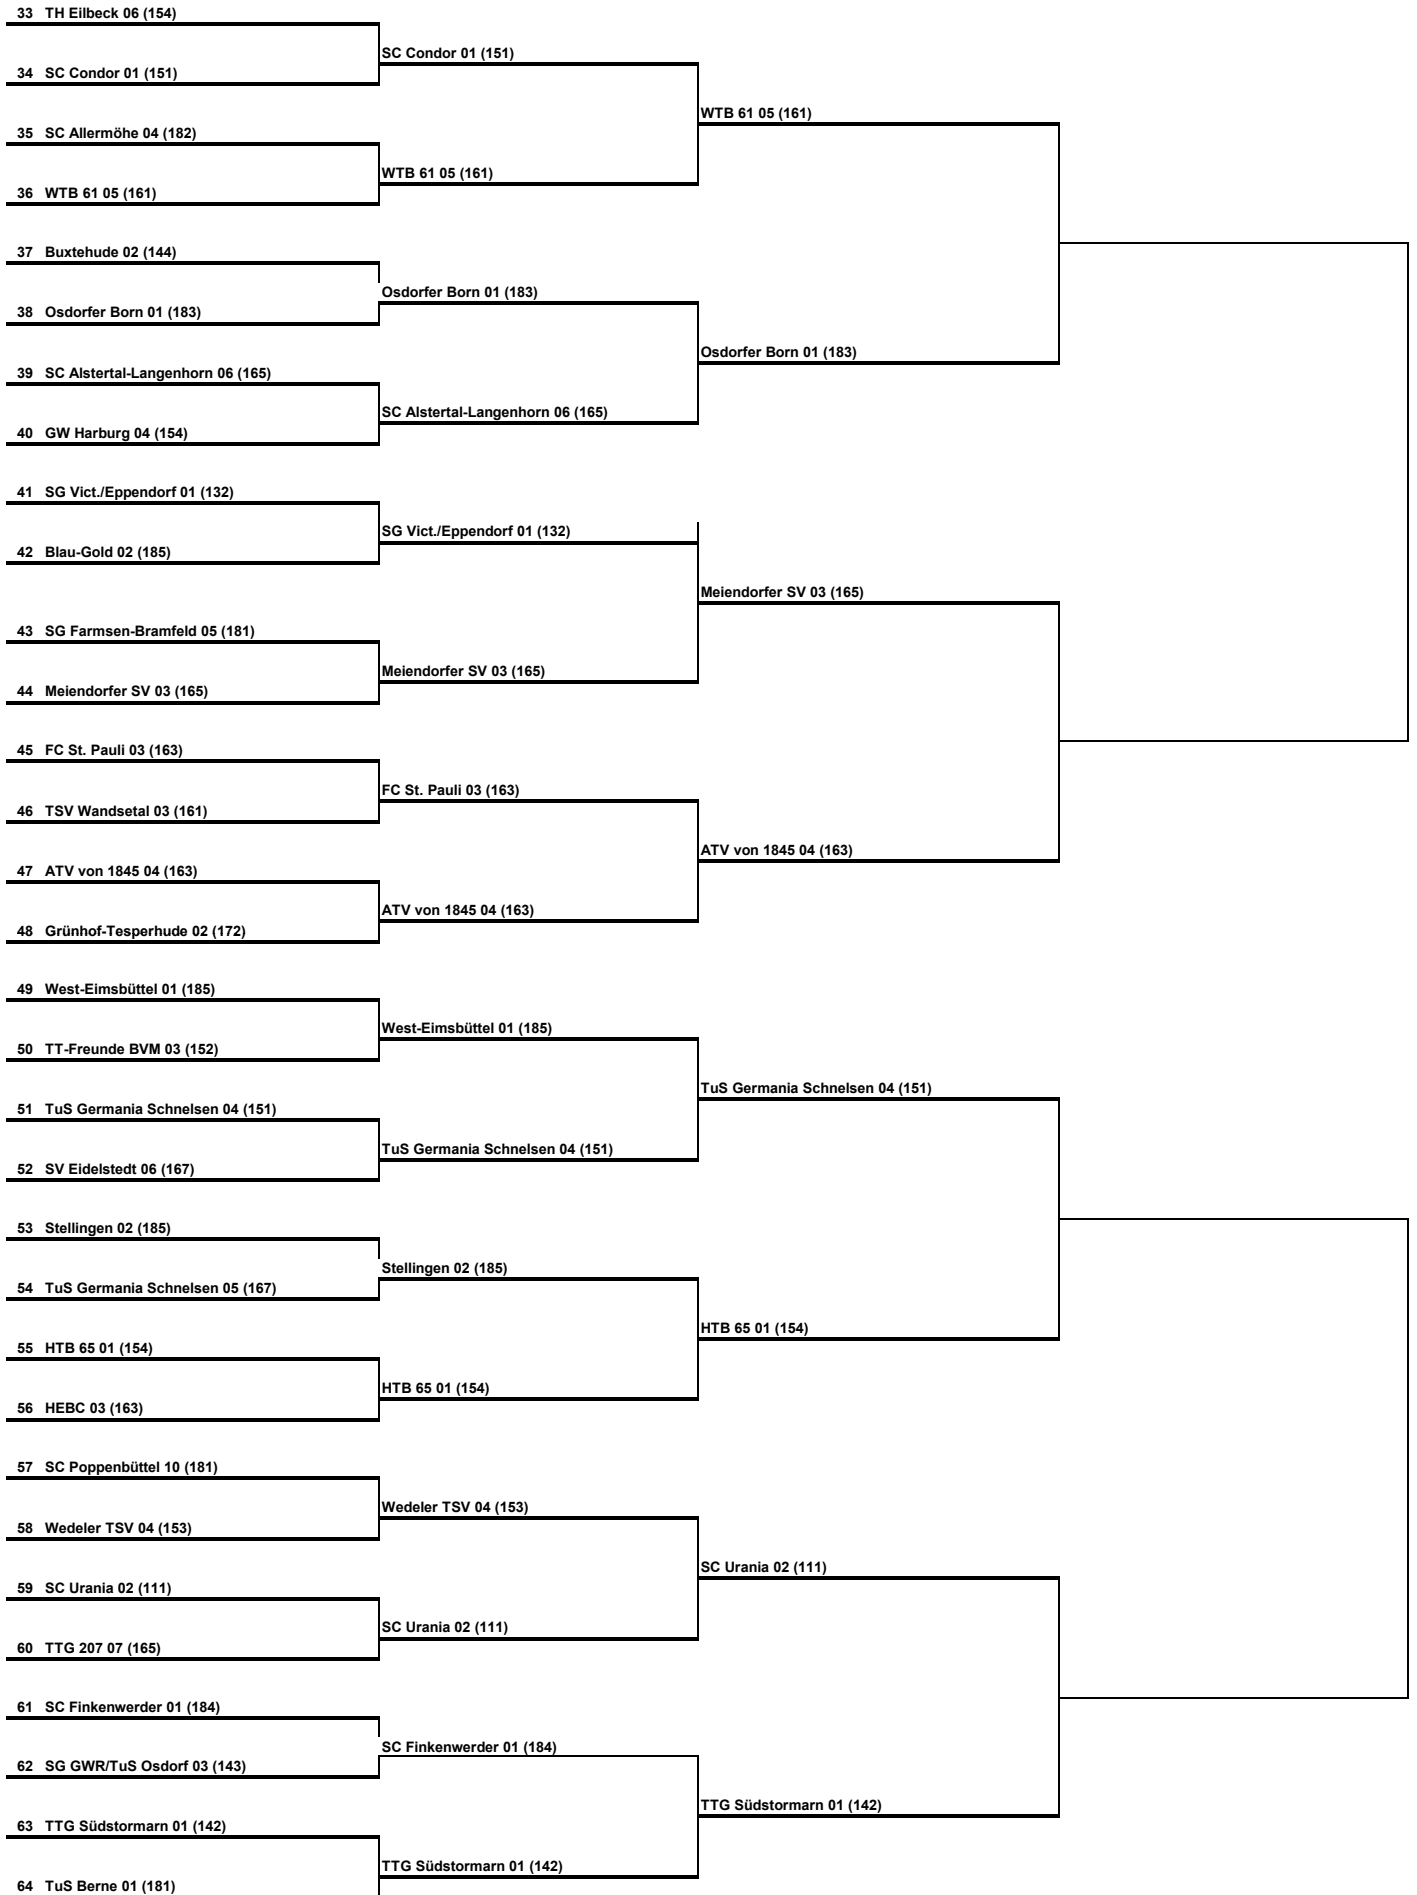 33 TH Eilbeck 06 (154)
SC Condor 01 (151)
34 SC Condor 01 (151)
WTB 61 05 (161)
35 SC Allermöhe 04 (182)
WTB 61 05 (161)
36 WTB 61 05 (161)
37 Buxtehude 02 (144)
Osdorfer Born 01 (183)
38 Osdorfer Born 01 (183)
Osdorfer Born 01 (183)
39 SC Alstertal-Langenhorn 06 (165)
SC Alstertal-Langenhorn 06 (165)
40 GW Harburg 04 (154)
41 SG Vict./Eppendorf 01 (132)
SG Vict./Eppendorf 01 (132)
42 Blau-Gold 02 (185)
Meiendorfer SV 03 (165)
43 SG Farmsen-Bramfeld 05 (181)
Meiendorfer SV 03 (165)
44 Meiendorfer SV 03 (165)
45 FC St. Pauli 03 (163)
FC St. Pauli 03 (163)
46 TSV Wandsetal 03 (161)
ATV von 1845 04 (163)
47 ATV von 1845 04 (163)
ATV von 1845 04 (163)
48 Grünhof-Tesperhude 02 (172)
49 West-Eimsbüttel 01 (185)
West-Eimsbüttel 01 (185)
50 TT-Freunde BVM 03 (152)
TuS Germania Schnelsen 04 (151)
51 TuS Germania Schnelsen 04 (151)
TuS Germania Schnelsen 04 (151)
52 SV Eidelstedt 06 (167)
53 Stellingen 02 (185)
Stellingen 02 (185)
54 TuS Germania Schnelsen 05 (167)
HTB 65 01 (154)
55 HTB 65 01 (154)
HTB 65 01 (154)
56 HEBC 03 (163)
57 SC Poppenbüttel 10 (181)
Wedeler TSV 04 (153)
58 Wedeler TSV 04 (153)
SC Urania 02 (111)
59 SC Urania 02 (111)
SC Urania 02 (111)
60 TTG 207 07 (165)
61 SC Finkenwerder 01 (184)
SC Finkenwerder 01 (184)
62 SG GWR/TuS Osdorf 03 (143)
TTG Südstormarn 01 (142)
63 TTG Südstormarn 01 (142)
TTG Südstormarn 01 (142)
64 TuS Berne 01 (181)